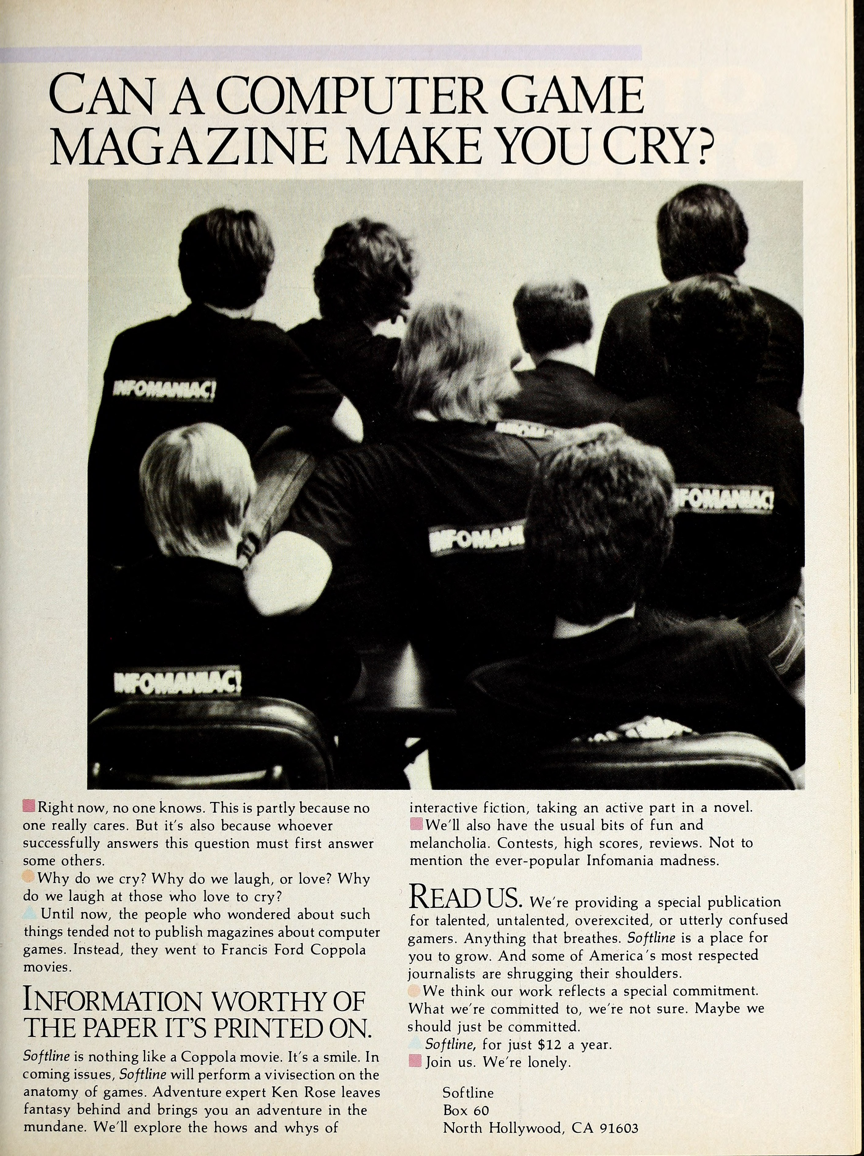 CAN A COMPUTER GAME
MAGAZINE MAKE YOU CRY?
INFOMANIAC!
INFOMANIAC!
INFOMANI
INFOMANIAC!
Right now, no one knows. This is partly because no
one really cares. But it's also because whoever
successfully answers this question must first answer
some others.
Why do we cry? Why do we laugh, or love? Why
do we laugh at those who love to cry?
Until now, the people who wondered about such
things tended not to publish magazines about computer
games. Instead, they went to Francis Ford Coppola
movies.
INFORMATION WORTHY OF
THE PAPER IT'S PRINTED ON.
Softline is nothing like a Coppola movie. It's a smile. In
coming issues, Softline will perform a vivisection on the
anatomy of games. Adventure expert Ken Rose leaves
fantasy behind and brings you an adventure in the
mundane. We'll explore the hows and whys of
interactive fiction, taking an active part in a novel.
We'll also have the usual bits of fun and
melancholia. Contests, high scores, reviews. Not to
mention the ever-popular Infomania madness.
READ US. We're providing a special publication
for talented, untalented, overexcited, or utterly confused
gamers. Anything that breathes. Softline is a place for
you to grow. And some of America's most respected
journalists are shrugging their shoulders.
We think our work reflects a special commitment.
What we're committed to, we're not sure. Maybe we
should just be committed.
Softline, for just $12 a year.
Join us. We're lonely.
Softline
Box 60
North Hollywood, CA 91603